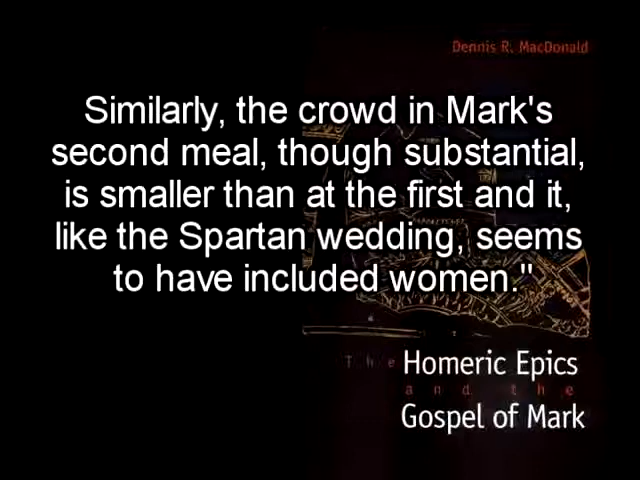 Dennis R. MacDonald
Similarly, the crowd in Mark's
second meal, though substantial,
is smaller than at the first and it,
like the Spartan wedding, seems
to have included women."
The Homeric Epics
and the
Gospel of Mark